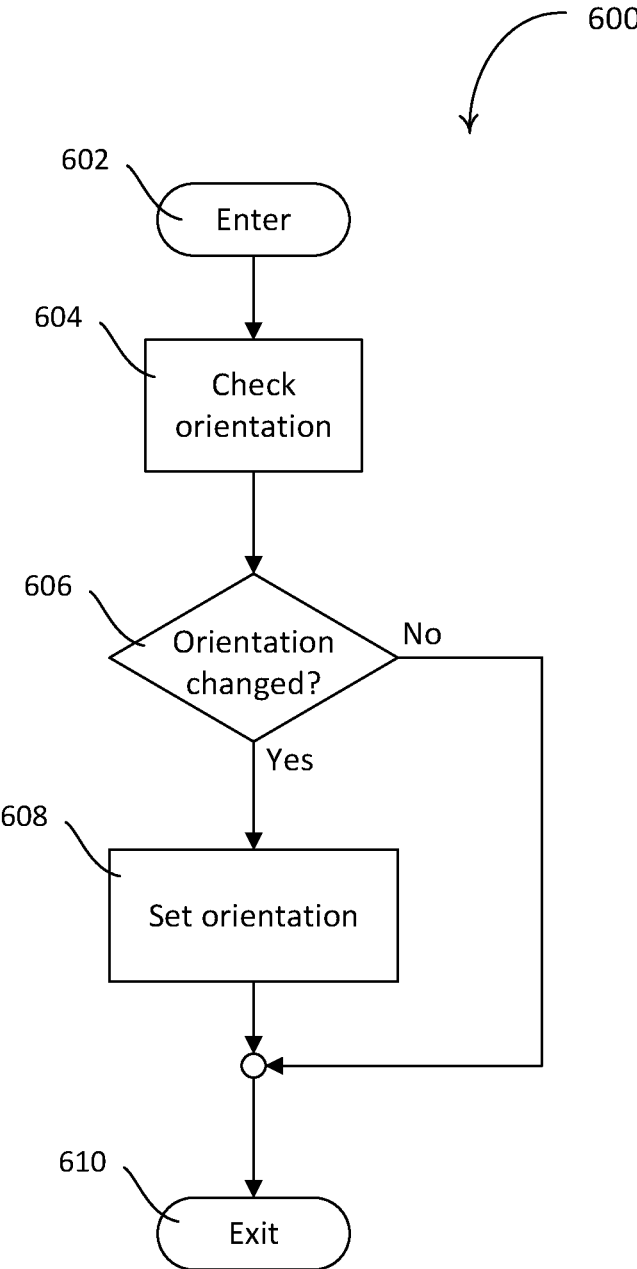 600
602
Enter
604
Check
orientation
606
Orientation
changed?
No
Yes
608
Set orientation
610
Exit